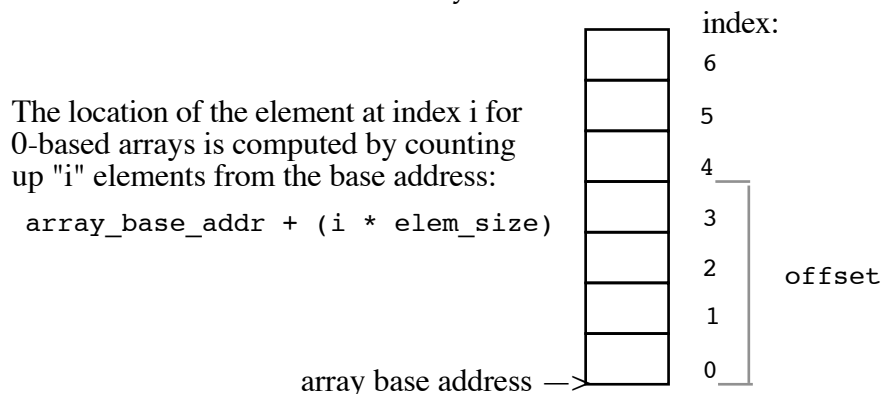 index:
6
The location of the element at index i for
5
0-based arrays is computed by counting
up "i" elements from the base address:
4
array_base_addr + (i * elem_size)
3
2
offset
1
0
array base address